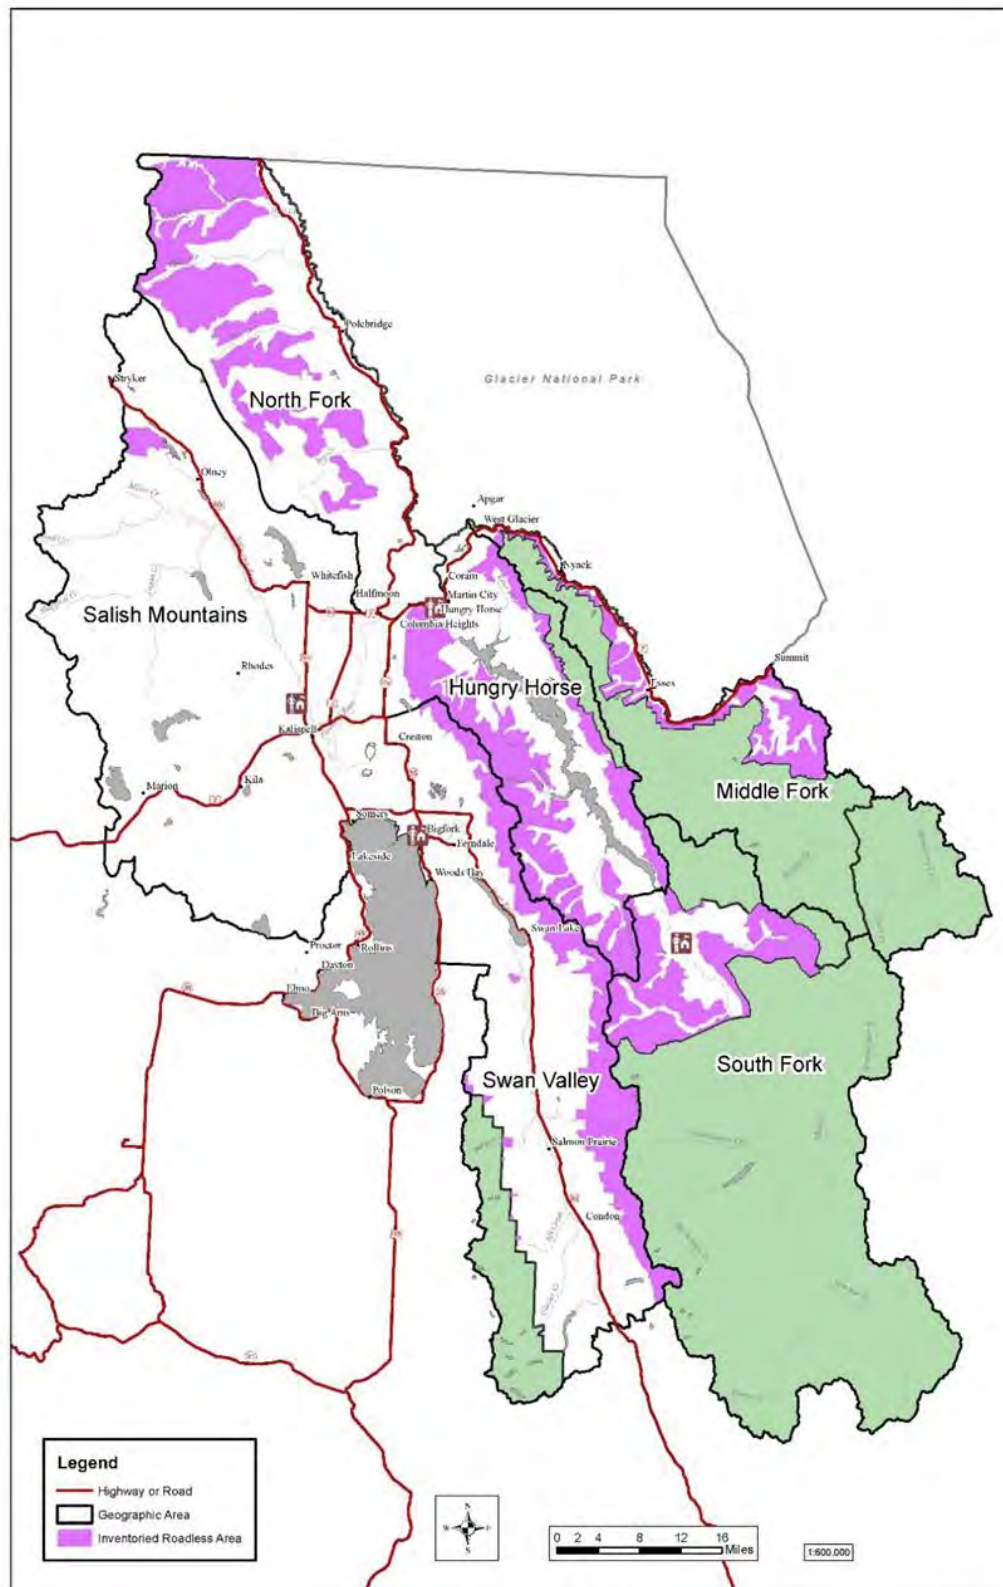 Polebridge
Glacier National Park
Stryker
North Fork
Olney
Apgar
West Glacier
Nyack
Whitefish
Coram
Halfmoon
Martin City
Hungry Horse
Salish Mountains
Columbia Heights
Summit
Rhodes
Hungry Horse
Essex
Kalispell
Creston
Marion
Kila
Middle Fork
Somers
Bigfork
Ferndale
Lakeside
Woods Bay
Swan Lake
Proctor
Rollins
Dayton
Elmo
Big Arm
South Fork
Swan Valley
Polson
Salmon Prairie
Condon
Legend
Highway or Road
Geographic Area
Inventoried Roadless Area
N
W
S
0 2 4 8 12 16
Miles
1:600,000